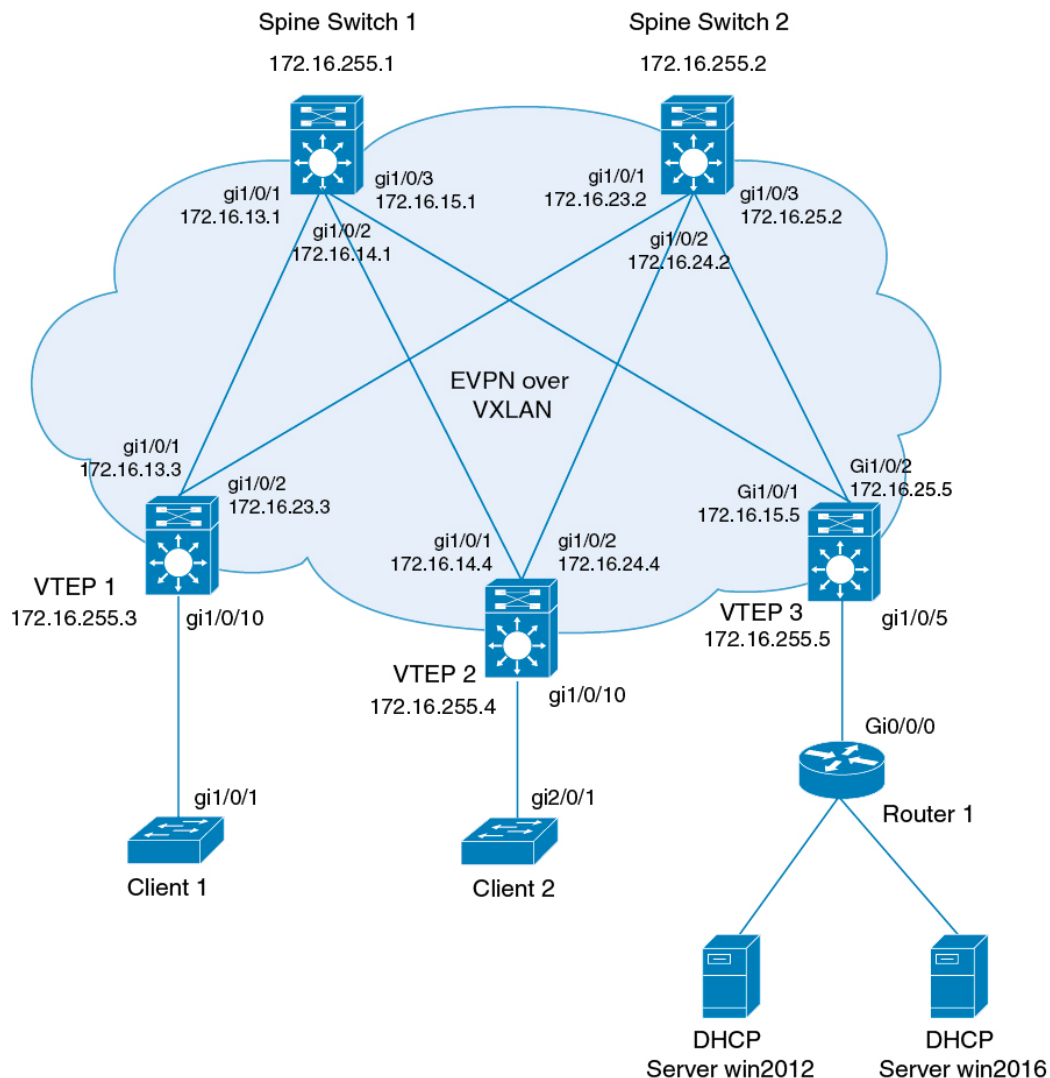 Spine Switch 1
172.16.255.1
Spine Switch 2
172.16.255.2
gi1/0/1
172.16.13.1
gi1/0/3
172.16.15.1
gi1/0/2
172.16.14.1
gi1/0/1
172.16.23.2
gi1/0/3
172.16.25.2
gi1/0/2
172.16.24.2
EVPN over
VXLAN
gi1/0/1
172.16.13.3
gi1/0/2
172.16.23.3
gi1/0/1
172.16.14.4
gi1/0/2
172.16.24.4
Gi1/0/1
172.16.15.5
Gi1/0/2
172.16.25.5
VTEP 1
172.16.255.3
gi1/0/10
VTEP 2
172.16.255.4
gi1/0/10
VTEP 3
172.16.255.5
gi1/0/5
Gi0/0/0
Router 1
gi1/0/1
Client 1
gi2/0/1
Client 2
DHCP
Server win2012
DHCP
Server win2016